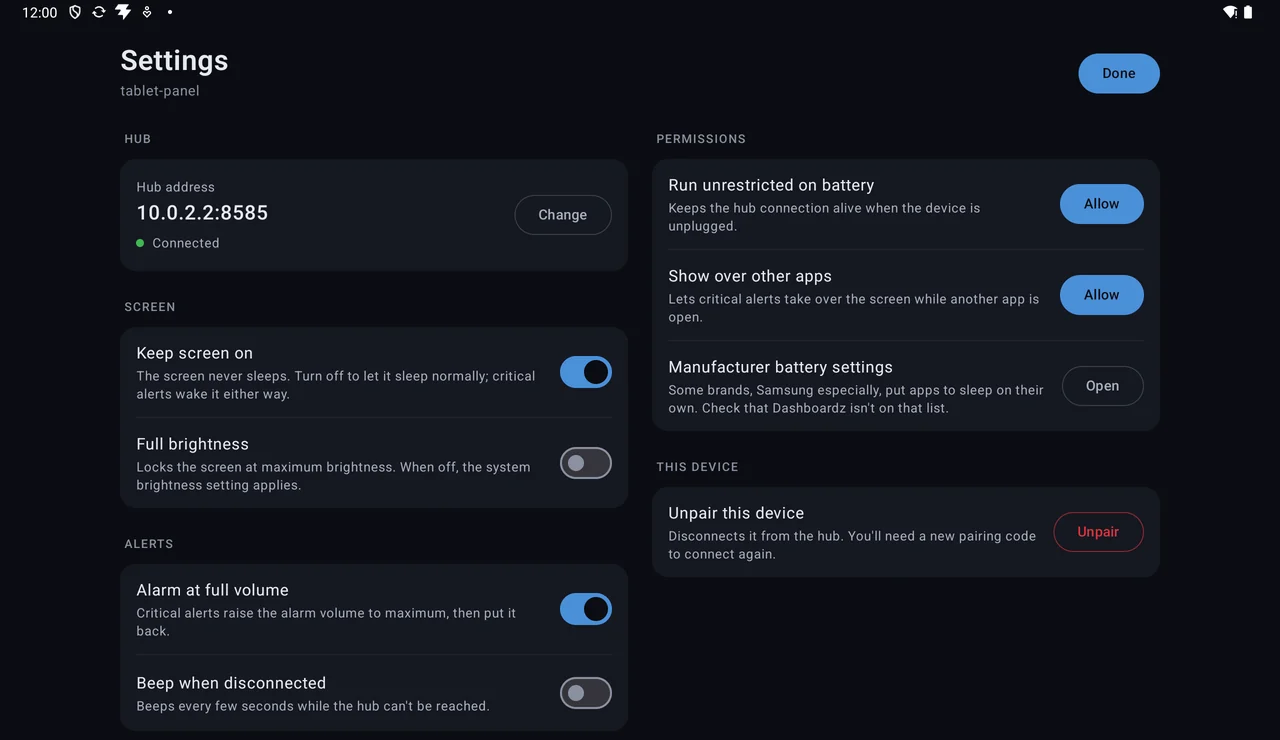 12:00
Settings
tablet-panel
Done
HUB
Hub address
10.0.2.2:8585
Connected
Change
SCREEN
Keep screen on
The screen never sleeps. Turn off to let it sleep normally; critical
alerts wake it either way.
Full brightness
Locks the screen at maximum brightness. When off, the system
brightness setting applies.
ALERTS
Alarm at full volume
Critical alerts raise the alarm volume to maximum, then put it
back.
Beep when disconnected
Beeps every few seconds while the hub can't be reached.
PERMISSIONS
Run unrestricted on battery
Keeps the hub connection alive when the device is
unplugged.
Allow
Show over other apps
Lets critical alerts take over the screen while another app is
open.
Allow
Manufacturer battery settings
Some brands, Samsung especially, put apps to sleep on their
own. Check that Dashboardz isn't on that list.
Open
THIS DEVICE
Unpair this device
Disconnects it from the hub. You'll need a new pairing code
to connect again.
Unpair